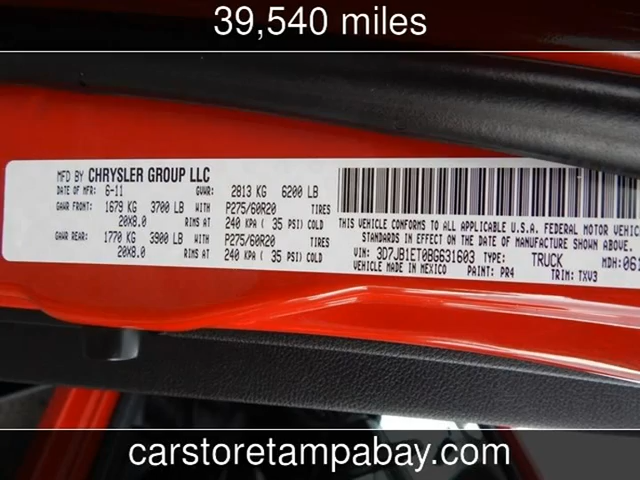 39,540 miles
MFD BY CHRYSLER GROUP LLC
DATE OF MFR: 6-11 GVWR: 2813 KG 6200 LB
GAWR FRONT: 1679 KG 3700 LB WITH P275/60R20 TIRES
20X8.0 RIMS AT 240 KPA ( 35 PSI) COLD
GAWR REAR: 1770 KG 3900 LB WITH P275/60R20 TIRES
20X8.0 RIMS AT 240 KPA ( 35 PSI) COLD
THIS VEHICLE CONFORMS TO ALL APPLICABLE U.S.A. FEDERAL MOTOR VEHICLE
STANDARDS IN EFFECT ON THE DATE OF MANUFACTURE SHOWN
VIN: 3D7JB1ET0BG631603 TYPE: TRUCK MDH:061
VEHICLE MADE IN MEXICO PAINT: PR4 TRIM: TXV3
carstoretampabay.com